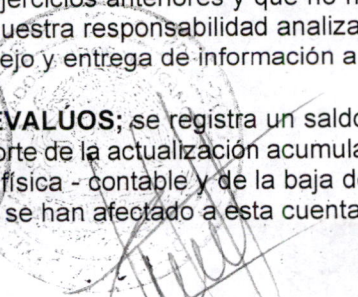 ejercicios anteriores y que no
uestra responsabilidad analiza
ejo y entrega de información a
EVALÚOS; se registra un saldo
orte de la actualización acumula
física - contable y de la baja de
se han afectado a esta cuenta